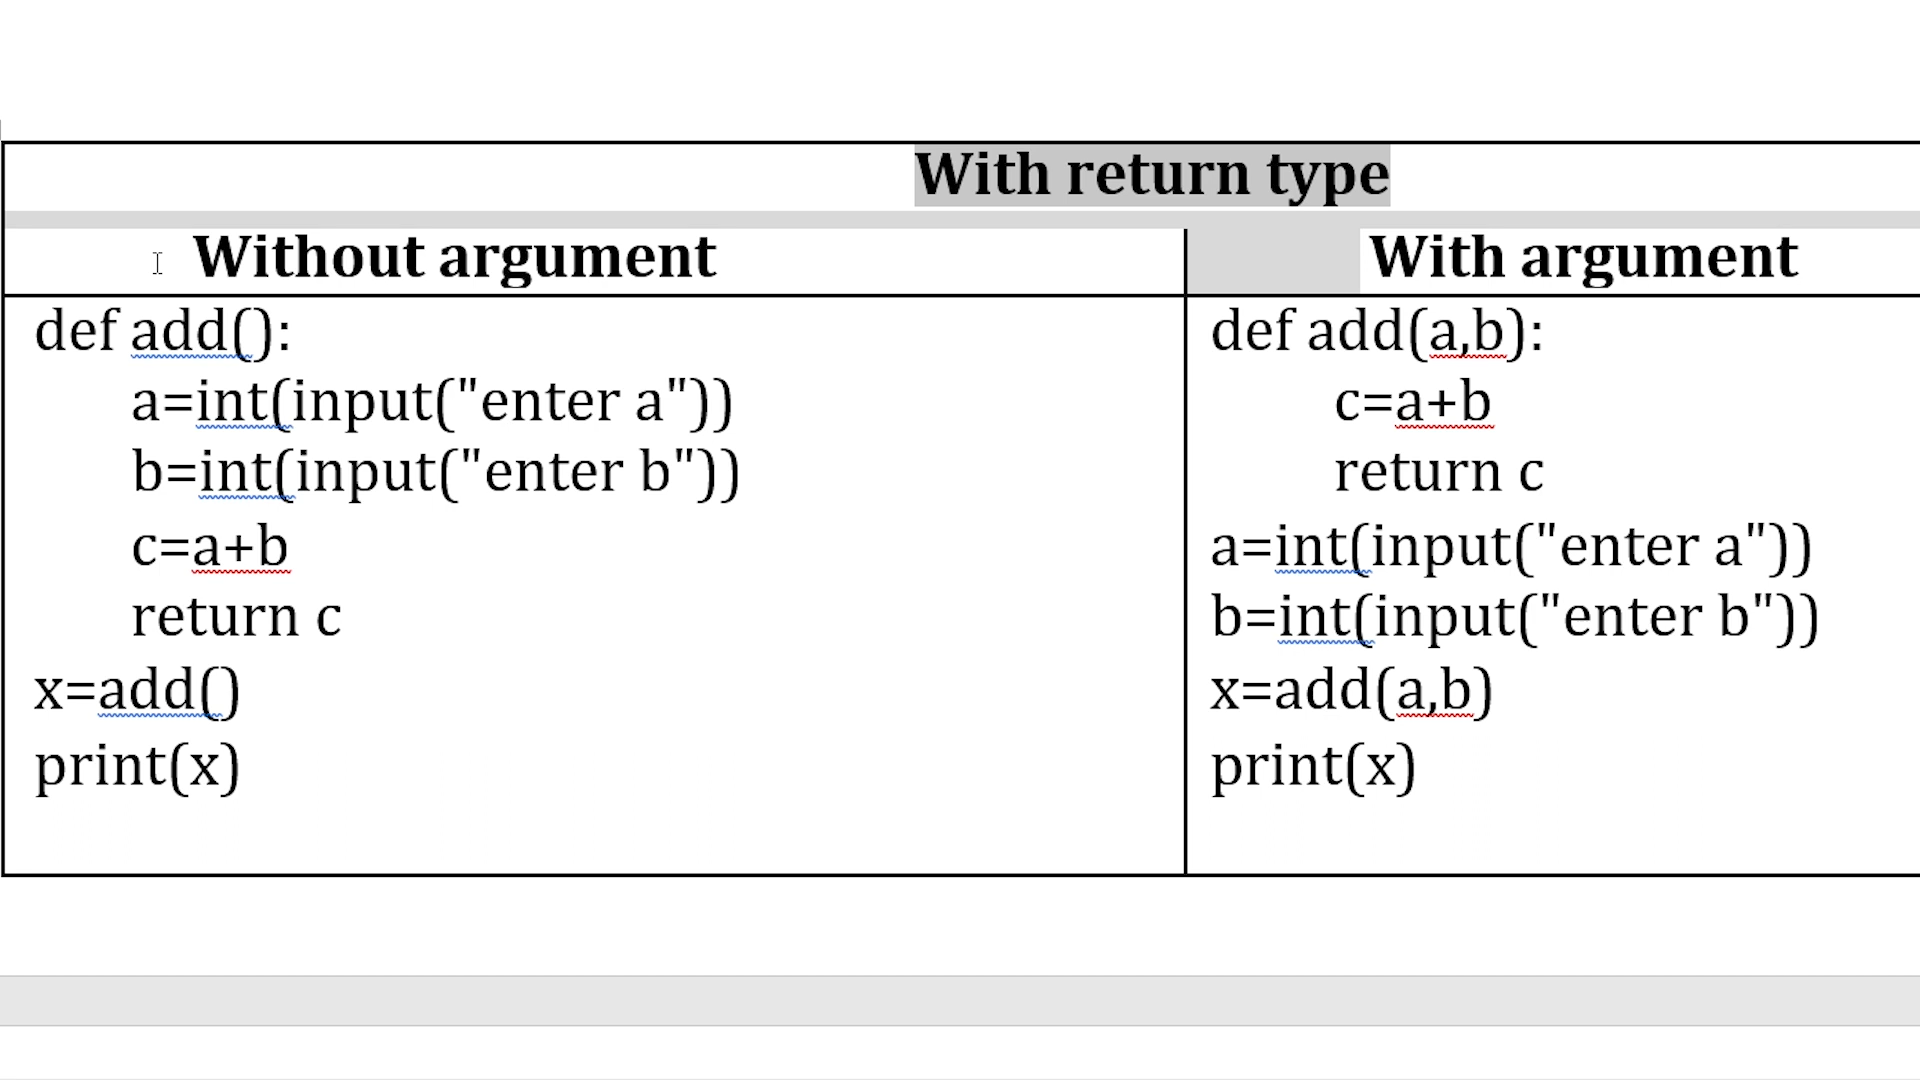 With return type
Without argument
With argument
def add():
a=int(input("enter a"))
b=int(input("enter b"))
c=a+b
return c
x=add()
print(x)
def add(a,b):
c=a+b
return c
a=int(input("enter a"))
b=int(input("enter b"))
x=add(a,b)
print(x)